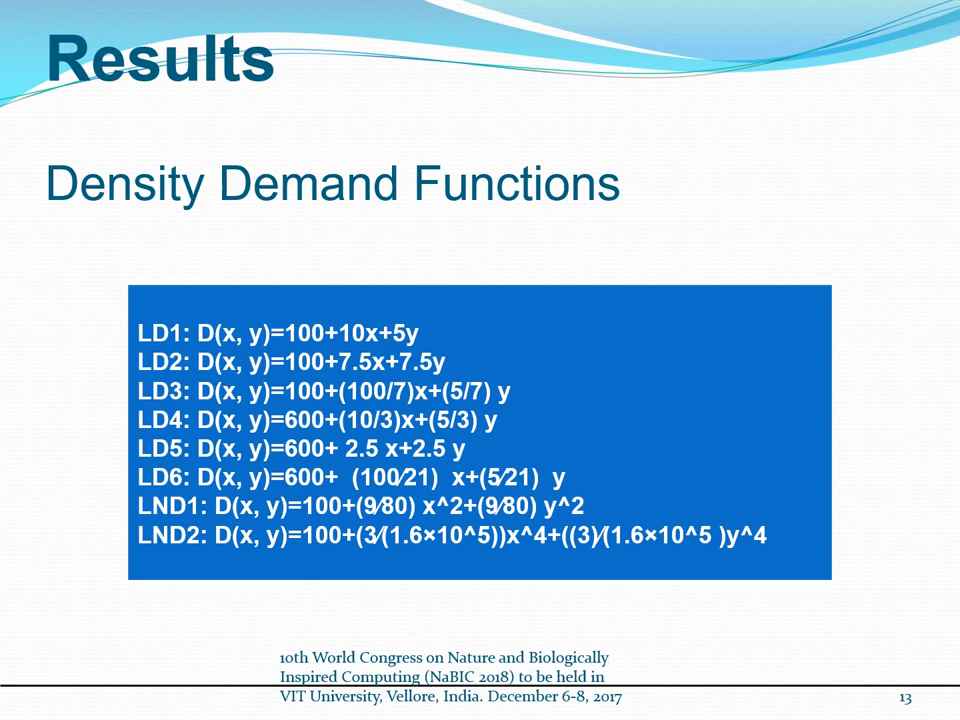 Results
Density Demand Functions
LD1: D(x, y)=100+10x+5y
LD2: D(x, y)=100+7.5x+7.5y
LD3: D(x, y)=100+(100/7)x+(5/7) y
LD4: D(x, y)=600+(10/3)x+(5/3) y
LD5: D(x, y)=600+ 2.5 x+2.5 y
LD6: D(x, y)=600+  (100⁄21)  x+(5⁄21)  y
LND1: D(x, y)=100+(9⁄80) x^2+(9⁄80) y^2
LND2: D(x, y)=100+(3⁄(1.6×10^5))x^4+((3)⁄(1.6×10^5 )y^4
10th World Congress on Nature and Biologically
Inspired Computing (NaBIC 2018) to be held in
VIT University, Vellore, India. December 6-8, 2017
13